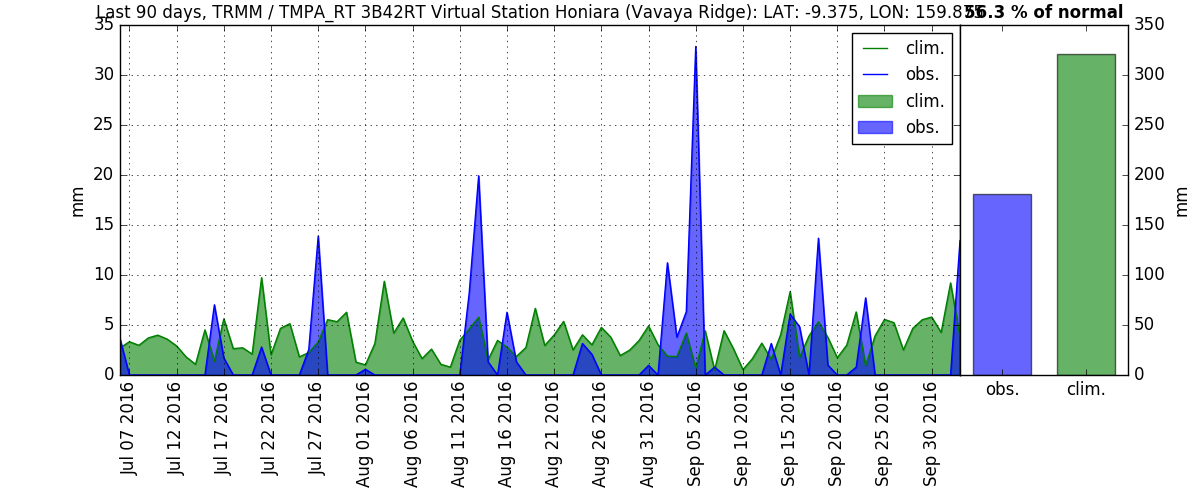 Last 90 days, TRMM / TMPA_RT 3B42RT Virtual Station Honiara (Vavaya Ridge): LAT: -9.375, LON: 159.875
56.3 % of normal
35
30
25
20
15
10
5
0
mm
clim.
obs.
clim.
obs.
350
300
250
200
150
100
50
0
mm
obs.
clim.
Jul 07 2016
Jul 12 2016
Jul 17 2016
Jul 22 2016
Jul 27 2016
Aug 01 2016
Aug 06 2016
Aug 11 2016
Aug 16 2016
Aug 21 2016
Aug 26 2016
Aug 31 2016
Sep 05 2016
Sep 10 2016
Sep 15 2016
Sep 20 2016
Sep 25 2016
Sep 30 2016